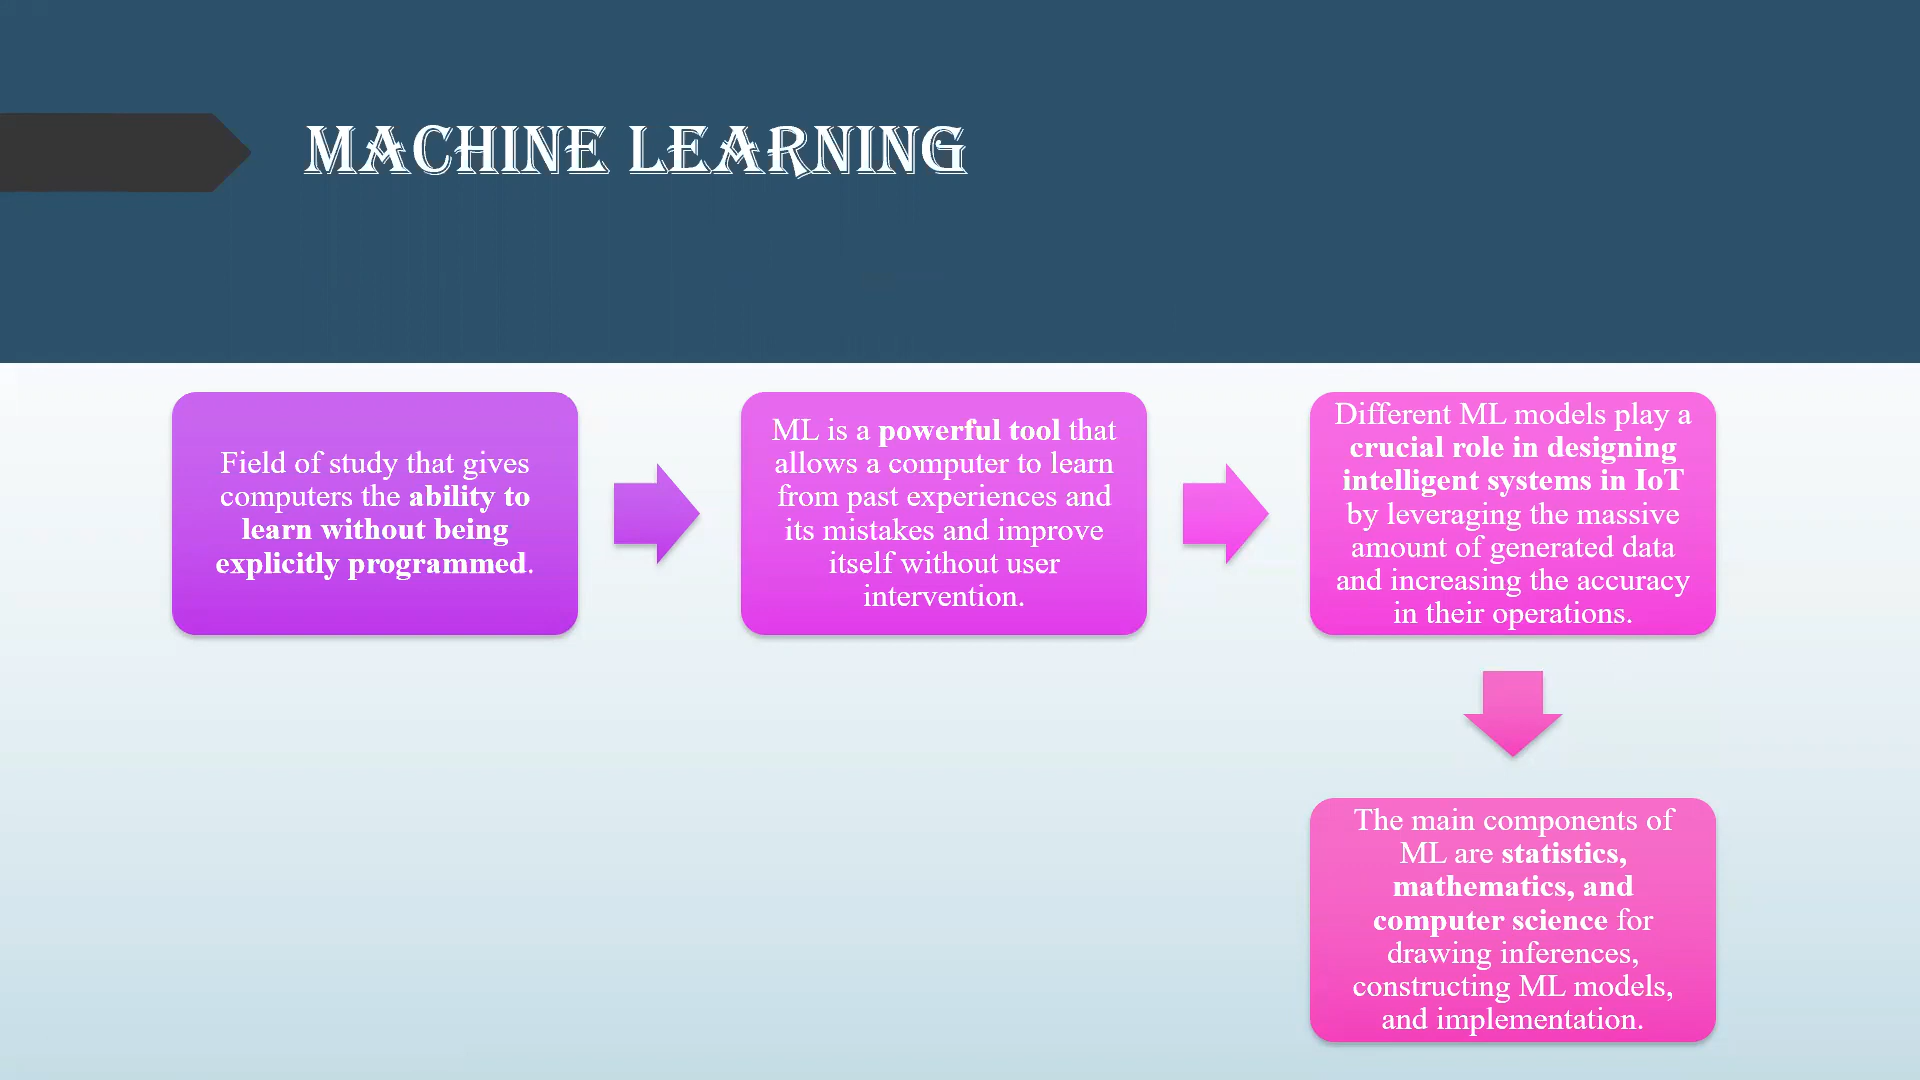 MACHINE LEARNING
Field of study that gives
computers the ability to
learn without being
explicitly programmed.
ML is a powerful tool that
allows a computer to learn
from past experiences and
its mistakes and improve
itself without user
intervention.
Different ML models play a
crucial role in designing
intelligent systems in IoT
by leveraging the massive
amount of generated data
and increasing the accuracy
in their operations.
The main components of
ML are statistics,
mathematics, and
computer science for
drawing inferences,
constructing ML models,
and implementation.